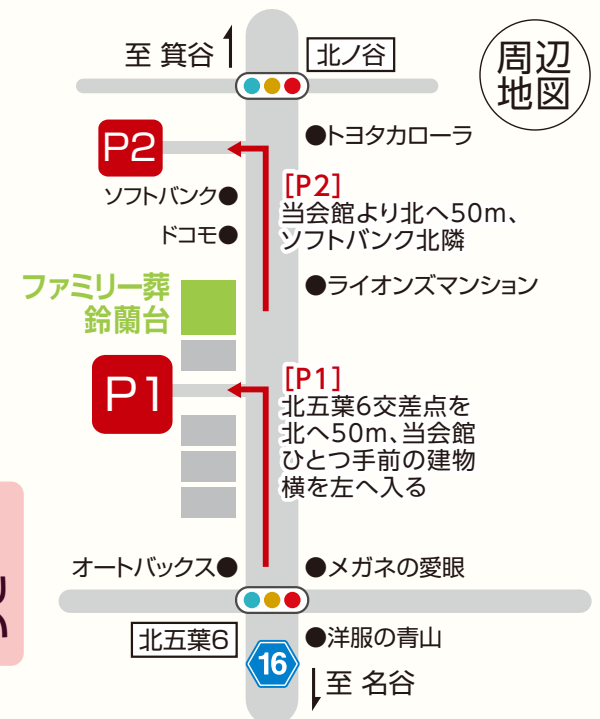 至 箕谷
北ノ谷
周辺
地図
●トヨタカローラ
P2
ソフトバンク●
ドコモ●
[P2]
当会館より北へ50m、
ソフトバンク北隣
ファミリー葬
鈴蘭台
●ライオンズマンション
P1
[P1]
北五葉6交差点を
北へ50m、当会館
ひとつ手前の建物
横を左へ入る
オートバックス●
●メガネの愛眼
北五葉6
●洋服の青山
16
至 名谷